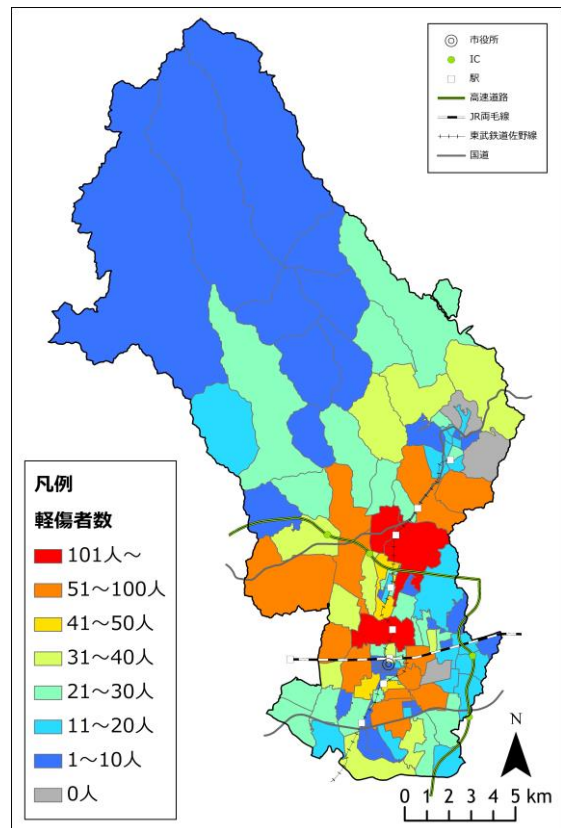 市役所
IC
駅
高速道路
JR両毛線
東武鉄道佐野線
国道
凡例
軽傷者数
101人~
51~100人
41~50人
31~40人
21~30人
11~20人
1~10人
0人
N
0 1 2 3 4 5 km